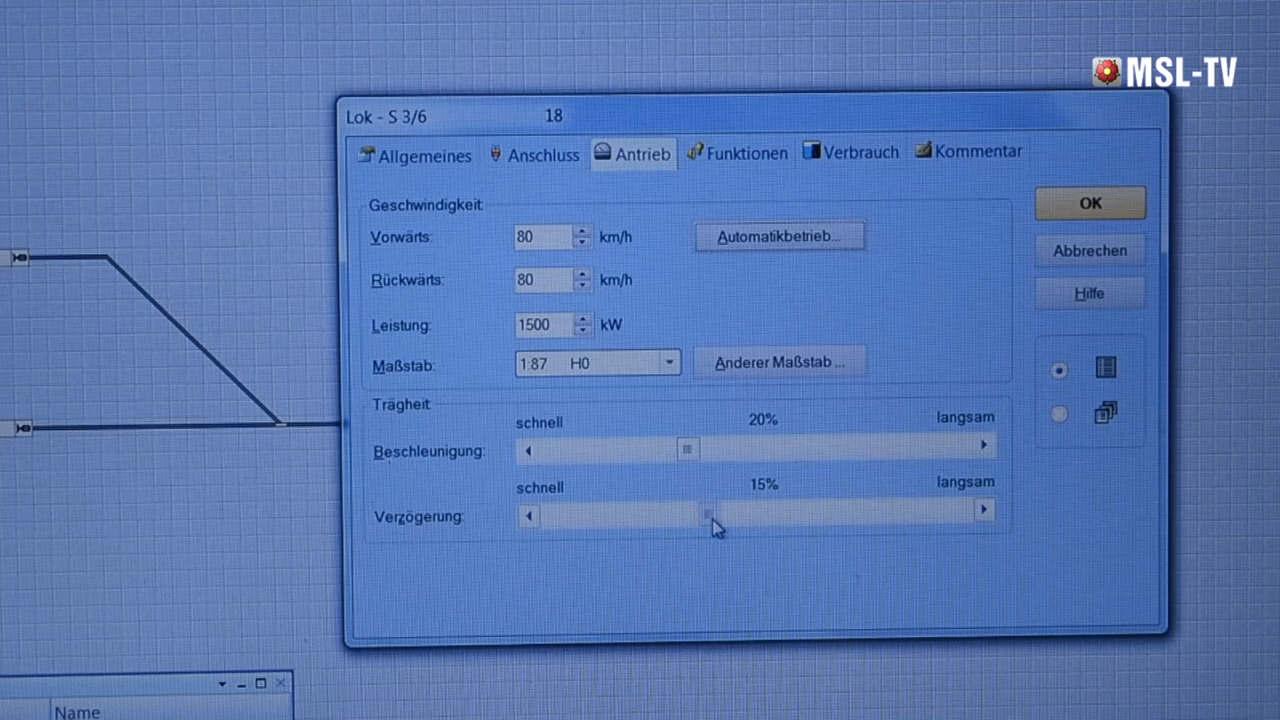 MSL-TV
Lok - S 3/6 18
Allgemeines Anschluss Antrieb Funktionen Verbrauch Kommentar
Geschwindigkeit
Vorwärts: 80 km/h Automatikbetrieb...
Rückwärts: 80 km/h
Leistung: 1500 kW
Maßstab: 1:87 H0 Anderer Maßstab ...
Trägheit
schnell 20% langsam
Beschleunigung:
schnell 15% langsam
Verzögerung:
OK
Abbrechen
Hilfe
Name